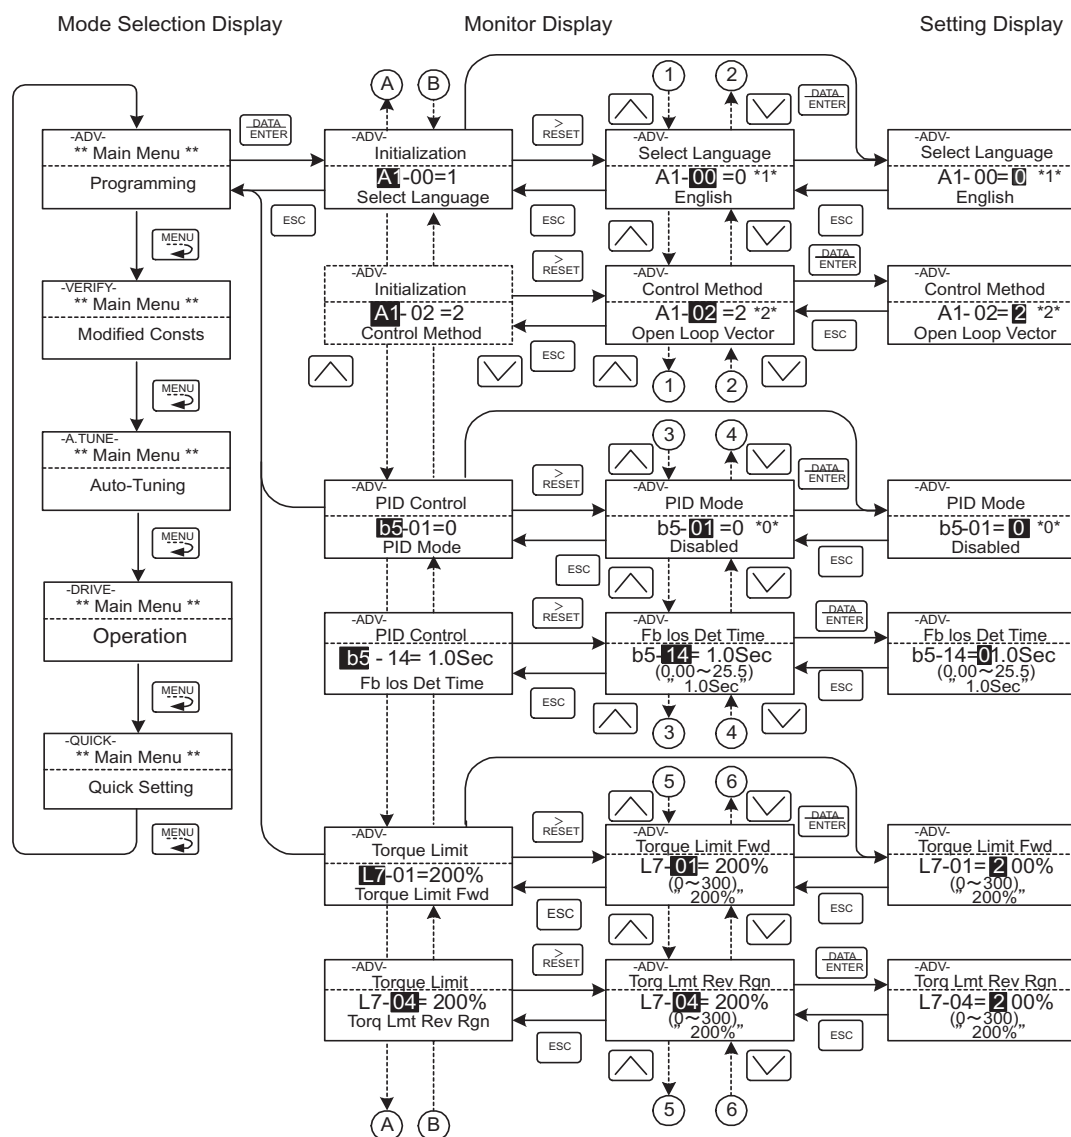 Mode Selection Display
Monitor Display
Setting Display
A
B
1
2
DATA
ENTER
DATA
ENTER
-ADV-
** Main Menu **
Programming
-ADV-
Initialization
A1-00=1
Select Language
>
RESET
-ADV-
Select Language
A1-00 =0 *1*
English
-ADV-
Select Language
A1- 00= 0 *1*
English
ESC
ESC
ESC
MENU
-VERIFY-
** Main Menu **
Modified Consts
-ADV-
Initialization
A1- 02 =2
Control Method
>
RESET
-ADV-
Control Method
A1-02 =2 *2*
Open Loop Vector
DATA
ENTER
-ADV-
Control Method
A1- 02= 2 *2*
Open Loop Vector
ESC
ESC
1
2
MENU
-A.TUNE-
** Main Menu **
Auto-Tuning
3
4
-ADV-
PID Control
b5-01=0
PID Mode
>
RESET
-ADV-
PID Mode
b5-01 =0 *0*
Disabled
DATA
ENTER
-ADV-
PID Mode
b5-01= 0 *0*
Disabled
ESC
ESC
MENU
-DRIVE-
** Main Menu **
Operation
-ADV-
PID Control
b5 - 14= 1.0Sec
Fb los Det Time
>
RESET
-ADV-
Fb los Det Time
b5-14= 1.0Sec
(0.00～25.5)
” 1.0Sec”
DATA
ENTER
-ADV-
Fb los Det Time
b5-14=01.0Sec
(0.00～25.5)
” 1.0Sec”
ESC
ESC
3
4
MENU
-QUICK-
** Main Menu **
Quick Setting
MENU
5
6
-ADV-
Torque Limit
L7-01=200%
Torque Limit Fwd
>
RESET
-ADV-
Torque Limit Fwd
L7-01= 200%
(0～300)
” 200%”
DATA
ENTER
-ADV-
Torque Limit Fwd
L7-01= 200%
(0～300)
” 200%”
ESC
ESC
-ADV-
Torque Limit
L7-04= 200%
Torq Lmt Rev Rgn
>
RESET
-ADV-
Torq Lmt Rev Rgn
L7-04= 200%
(0～300)
” 200%”
DATA
ENTER
-ADV-
Torq Lmt Rev Rgn
L7-04= 200%
(0～300)
” 200%”
ESC
ESC
A
B
5
6